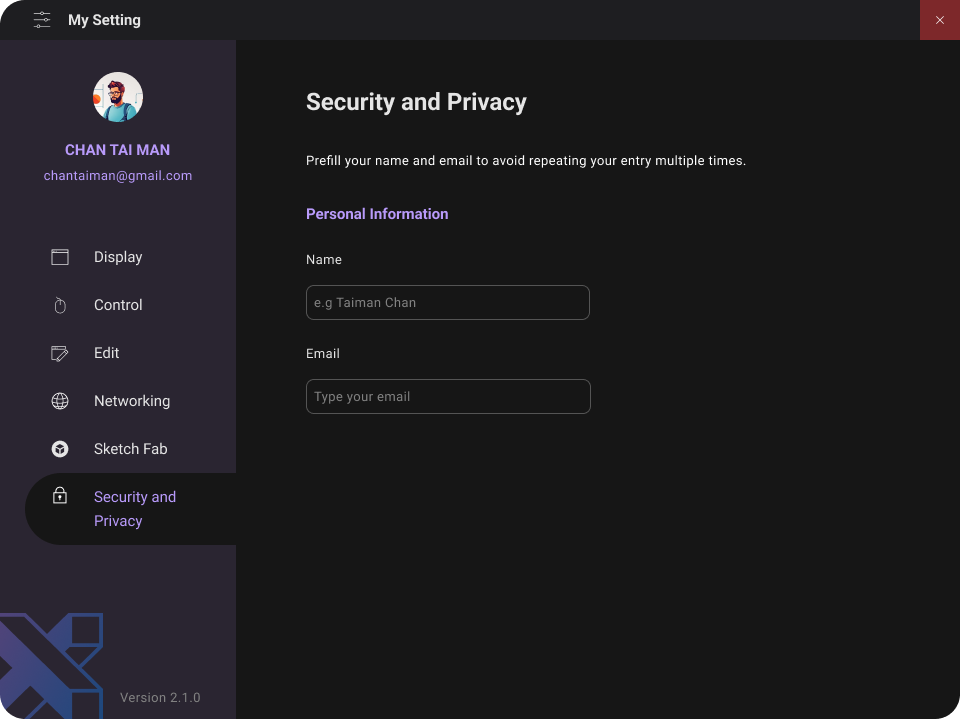 My Setting
CHAN TAI MAN
chantaiman@gmail.com
Display
Control
Edit
Networking
Sketch Fab
Security and
Privacy
Version 2.1.0
Security and Privacy
Prefill your name and email to avoid repeating your entry multiple times.
Personal Information
Name
e.g Taiman Chan
Email
Type your email